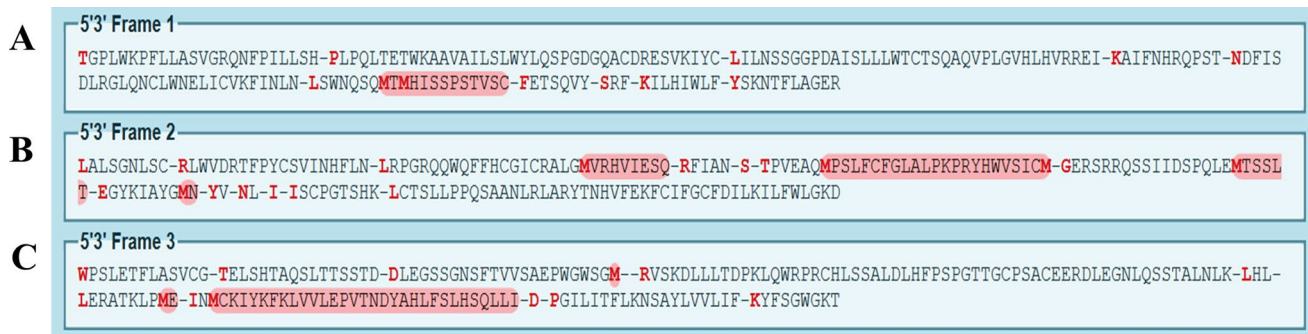 A
5'3' Frame 1
TGPLWKPFLLASVGRQNFPILLSH-PLPQLTETWKAAVAILSLWYLQSPGDGQACDRESVKIYC-LILNSSGGPDAISLLLWTCTSQAQVPLGVHLHVRREI-KAIFNHRQPST-NDFIS
DLRGLQNCLWNELICVKFINLN-LSWNQSQMTMHISSPSTVSC-FETSQVY-SRF-KILHIWLF-YSKNTFLAGER
B
5'3' Frame 2
LALSGNLSC-RLWVDRTFPYCSVINHFLN-LRPGRQQWQFFHCGICRALGMVRHVIESQ-RFIAN-S-TPVEAQMPSLFCFGLALPKPRYHWVSICM-GERSRRQSSIIDSPQLEMTSSL
T-EGYKIAYGMN-YV-NL-I-ISCPGTSHK-LCTSLLPPQSAANLRLARYTNHVFEKFCIFGCFDILKILFWLGKD
C
5'3' Frame 3
WPSLETFLASVCG-TELSHTAQSLTTSSTD-DLEGSSGNSFTVVSAEPWGWSGM--RVSKDLLLTDPKLQWRPRCHLSSALDLHFPSPGTTGCPSACEERDLEGNLQSSTALNLK-LHL-
LERATKLPME-INMCKIYKFKLVVLEPVTNDYAHLFSLHSQLLI-D-PGILITFLKNSAYLVVLIF-KYFSGWGKT